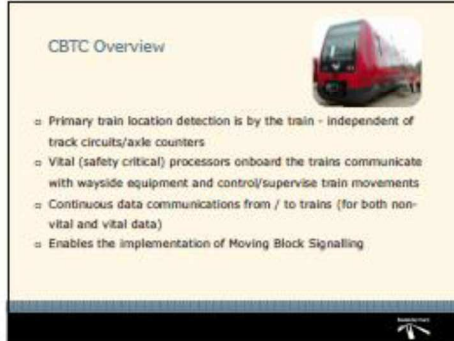 CBTC Overview
Primary train location detection is by the train - independent of
track circuits/axle counters
Vital (safety critical) processors onboard the trains communicate
with wayside equipment and control/supervise train movements
Continuous data communications from / to trains (for both non-
vital and vital data)
Enables the implementation of Moving Block Signalling